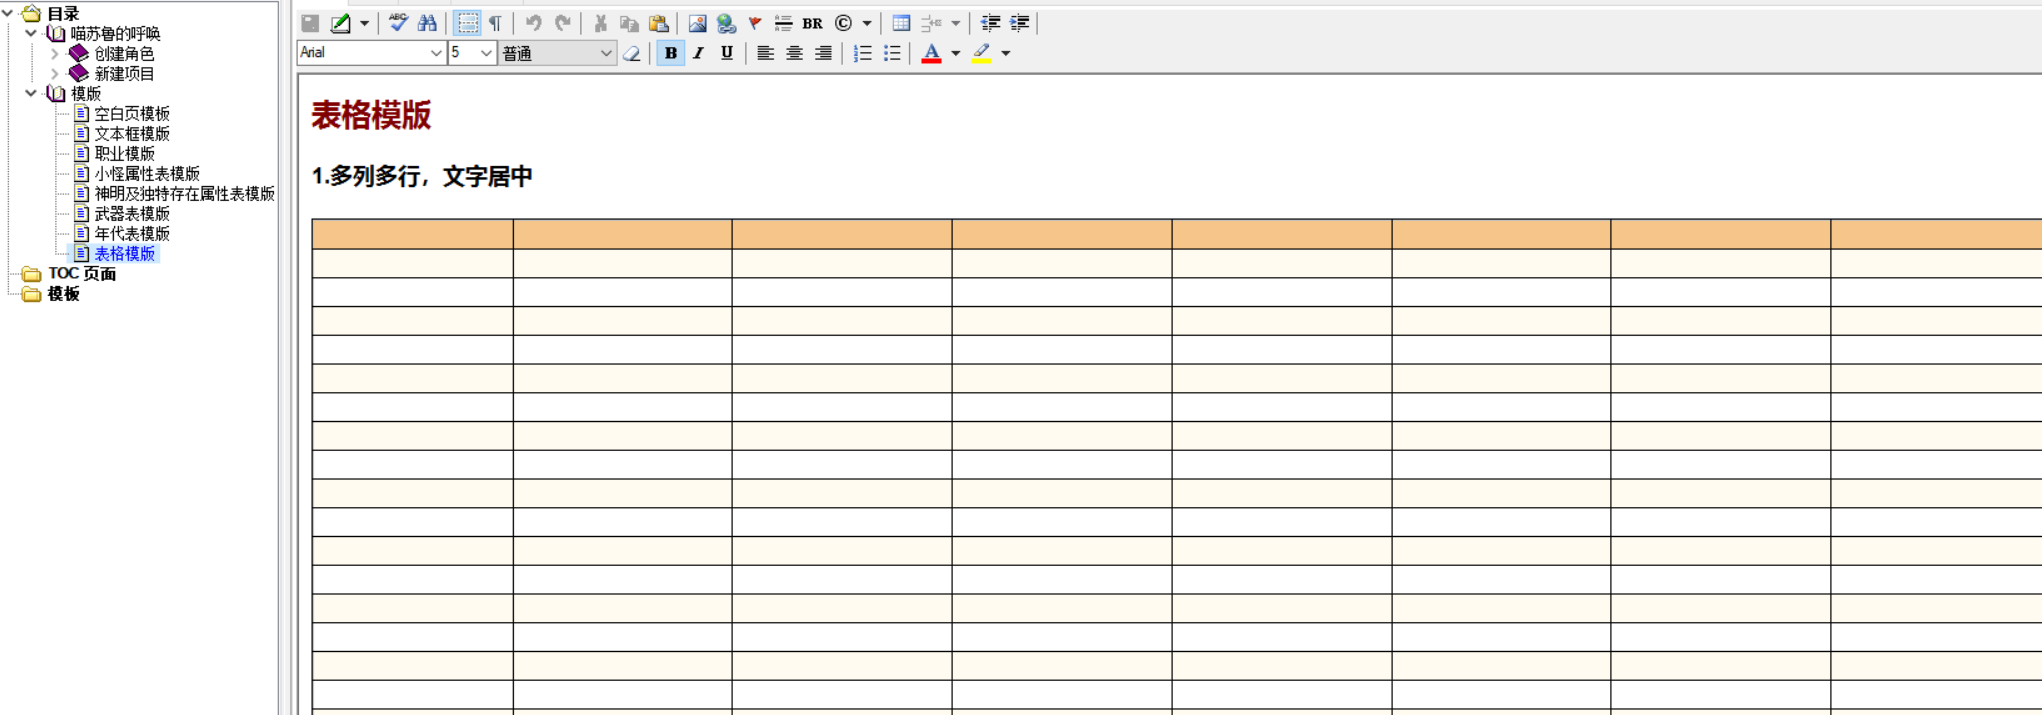 目录
喵苏鲁的呼唤
创建角色
新建项目
模版
空白页模板
文本框模版
职业模版
小怪属性表模版
神明及独特存在属性表模版
武器表模版
年代表模版
表格模版
TOC 页面
模板
ABC
BR
Arial
5
普通
B I U
A
表格模版
1.多列多行，文字居中